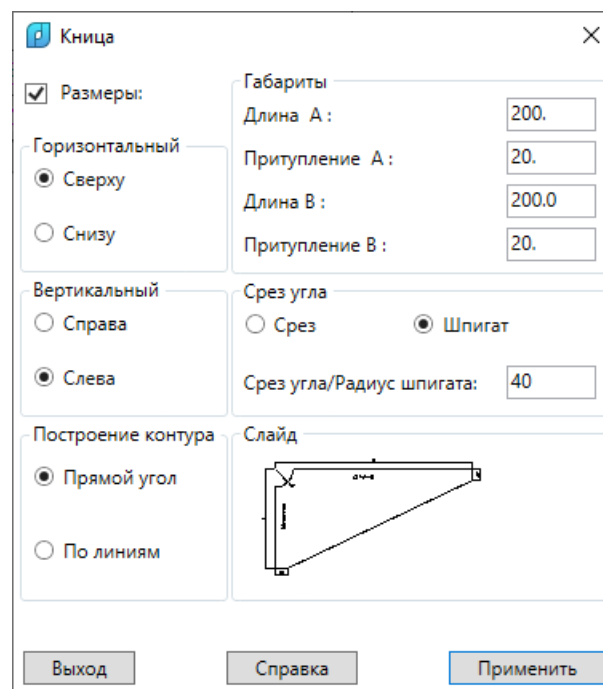 Кница
Размеры:
Горизонтальный
Сверху
Снизу
Вертикальный
Справа
Слева
Построение контура
Прямой угол
По линиям
Габариты
Длина А : 200.
Притупление А : 20.
Длина В : 200.0
Притупление В : 20.
Срез угла
Срез Шпигат
Срез угла/Радиус шпигата: 40
Слайд
Выход Справка Применить